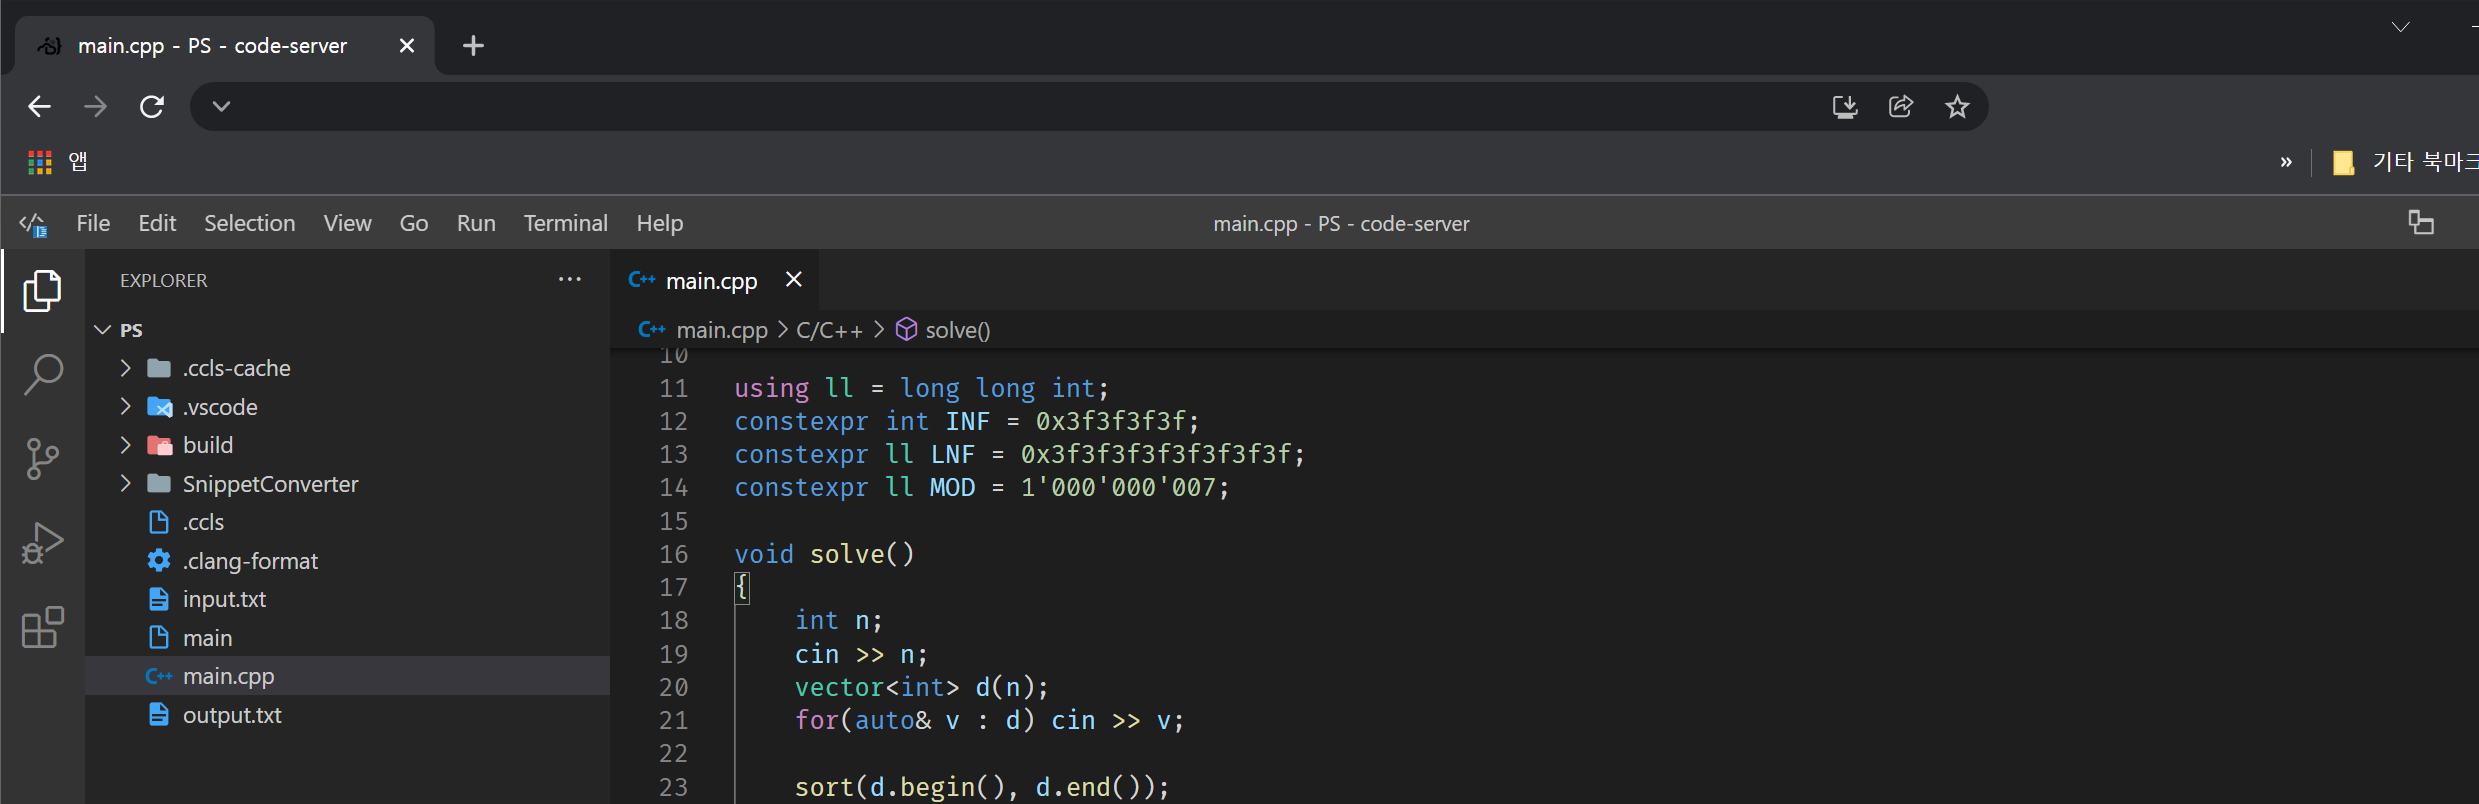 main.cpp - PS - code-server
앱
기타 북마크
File Edit Selection View Go Run Terminal Help
main.cpp - PS - code-server
EXPLORER
PS
.ccls-cache
.vscode
build
SnippetConverter
.ccls
.clang-format
input.txt
main
main.cpp
output.txt
main.cpp
main.cpp > C/C++ > solve()
10
11 using ll = long long int;
12 constexpr int INF = 0x3f3f3f3f;
13 constexpr ll LNF = 0x3f3f3f3f3f3f3f3f;
14 constexpr ll MOD = 1'000'000'007;
15
16 void solve()
17 {
18 int n;
19 cin >> n;
20 vector<int> d(n);
21 for(auto& v : d) cin >> v;
22
23 sort(d.begin(), d.end());